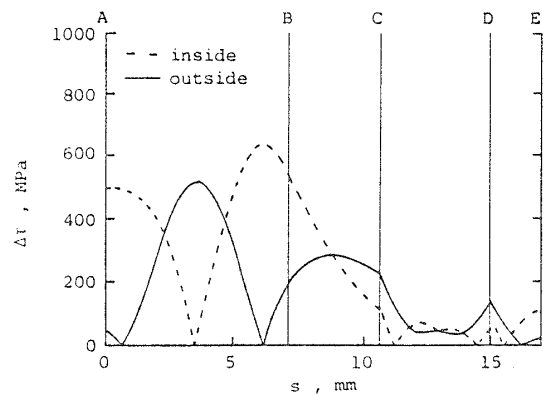 A B C D E
1000
- - inside
— outside
800
600
400
200
0
Δτ , MPa
0 5 10 15
s , mm